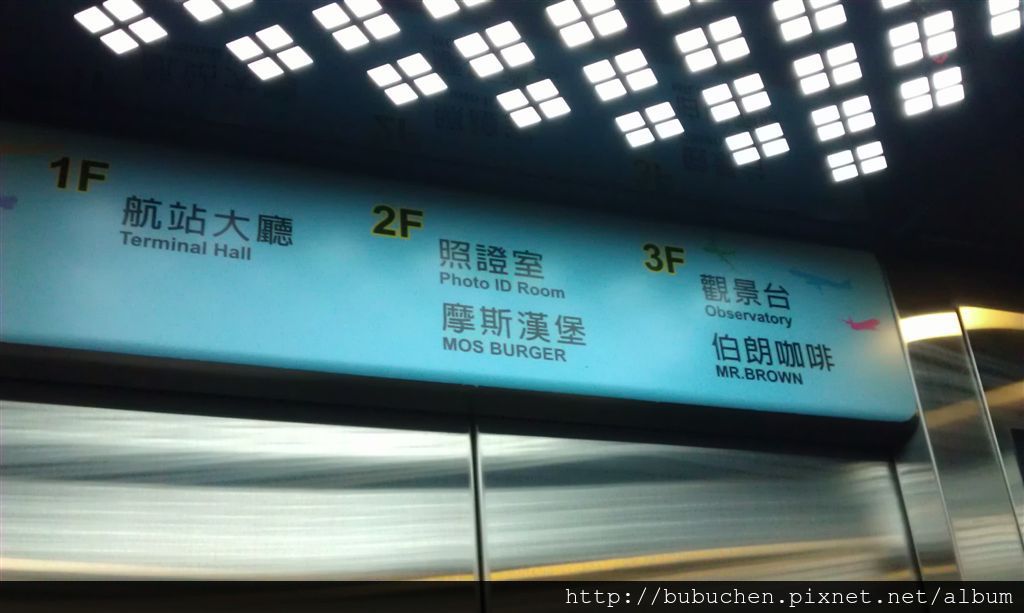 1F
航站大廳
Terminal Hall
2F
照證室
Photo ID Room
摩斯漢堡
MOS BURGER
3F
觀景台
Observatory
伯朗咖啡
MR.BROWN
http://bubuchen.pixnet.net/album